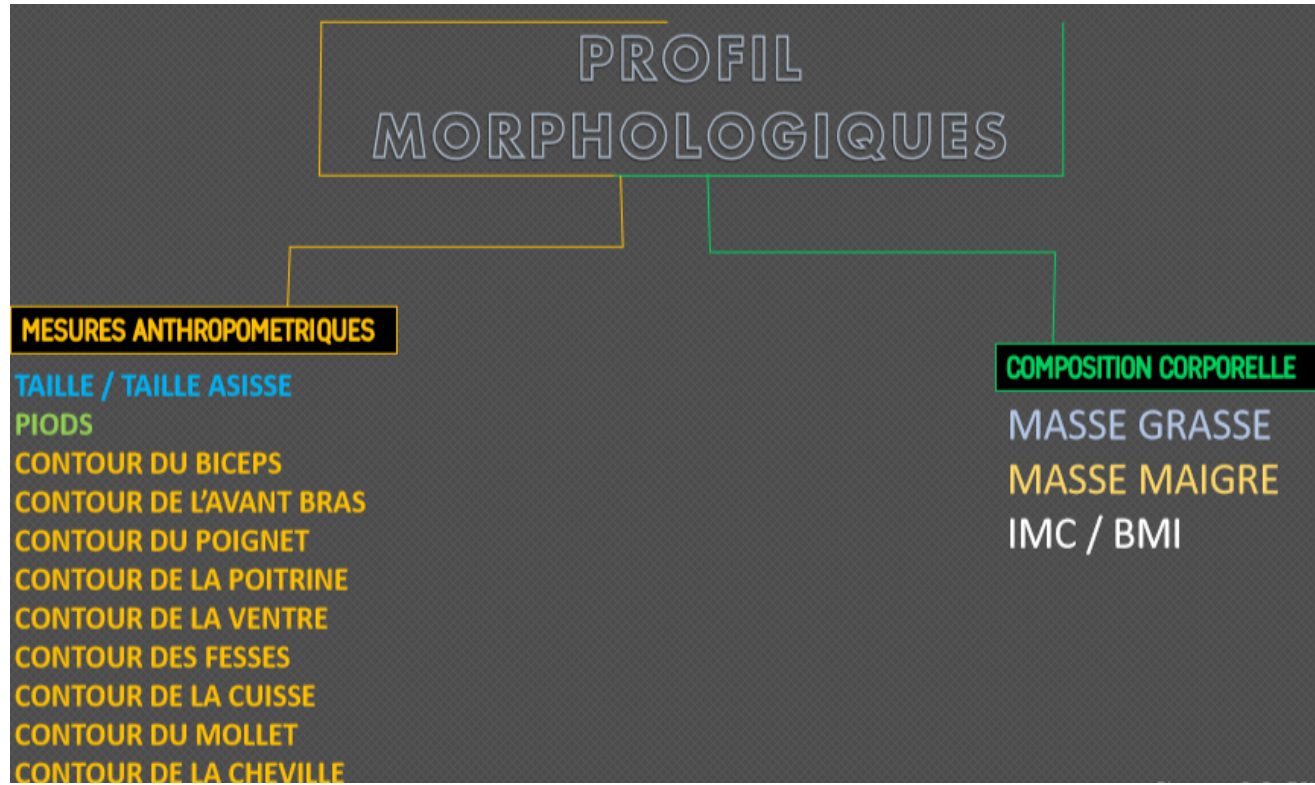 PROFIL
MORPHOLOGIQUES
MESURES ANTHROPOMETRIQUES
TAILLE / TAILLE ASISSE
PIODS
CONTOUR DU BICEPS
CONTOUR DE L'AVANT BRAS
CONTOUR DU POIGNET
CONTOUR DE LA POITRINE
CONTOUR DE LA VENTRE
CONTOUR DES FESSES
CONTOUR DE LA CUISSE
CONTOUR DU MOLLET
CONTOUR DE LA CHEVILLE
COMPOSITION CORPORELLE
MASSE GRASSE
MASSE MAIGRE
IMC / BMI